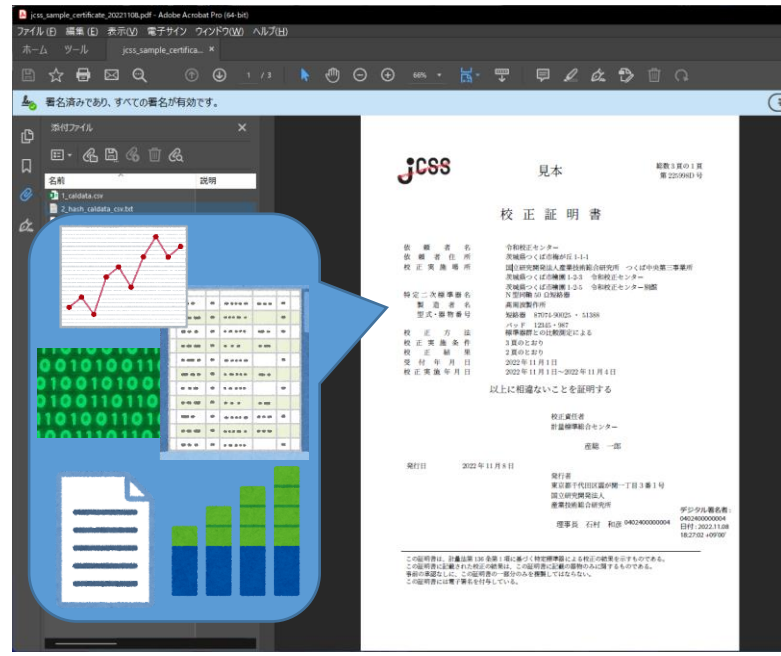 jcss_sample_certificate_20221108.pdf - Adobe Acrobat Pro (64-bit)
ファイル(F) 編集(E) 表示(V) 電子サイン ウィンドウ(W) ヘルプ(H)
ホーム ツール jcss_sample_certifica... ×
1 / 3 66%
署名済みであり、すべての署名が有効です。
添付ファイル ×
名前 説明
1_caldata.csv
2_hash_caldata_csv.txt
0010100110
0100101001
1010011010
jcss
見本
総数3頁の1頁
第 225998D 号
校正証明書
依頼者名 令和校正センター
依頼者住所 茨城県つくば市梅が丘 1-1-1
校正実施場所 国立研究開発法人産業技術総合研究所 つくば中央第三事業所
茨城県つくば市種園 1-2-5 令和校正センター
茨城県つくば市種園 1-2-5 令和校正センター別館
特定二次標準器名 N型同軸 50 Ω短絡器
製造者名 高周波製作所
型式・器物番号 短絡器 87074-90025 ・ 51388
パッド 12345・987
校正方法 標準器群との比較測定による
校正実施条件 3頁のとおり
校正結果 2頁のとおり
受付年月日 2022年11月1日
校正実施年月日 2022年11月1日～2022年11月4日
以上に相違ないことを証明する
校正責任者
計量標準総合センター
産総 一郎
発行日 2022年11月8日
発行者
東京都千代田区霞が関一丁目3番1号
国立研究開発法人
産業技術総合研究所
理事長 石村 和彦
0402400000004
デジタル署名者:
0402400000004
日付: 2022.11.08
18:27:02 +09'00'
この証明書は、計量法第136条第1項に基づく特定標準器による校正の結果を示すものである。
この証明書に記載された校正の結果は、この証明書に記載の器物のみに関するものである。
事前の承認なしに、この証明書の一部分のみを複製してはならない。
この証明書には電子署名を付与している。